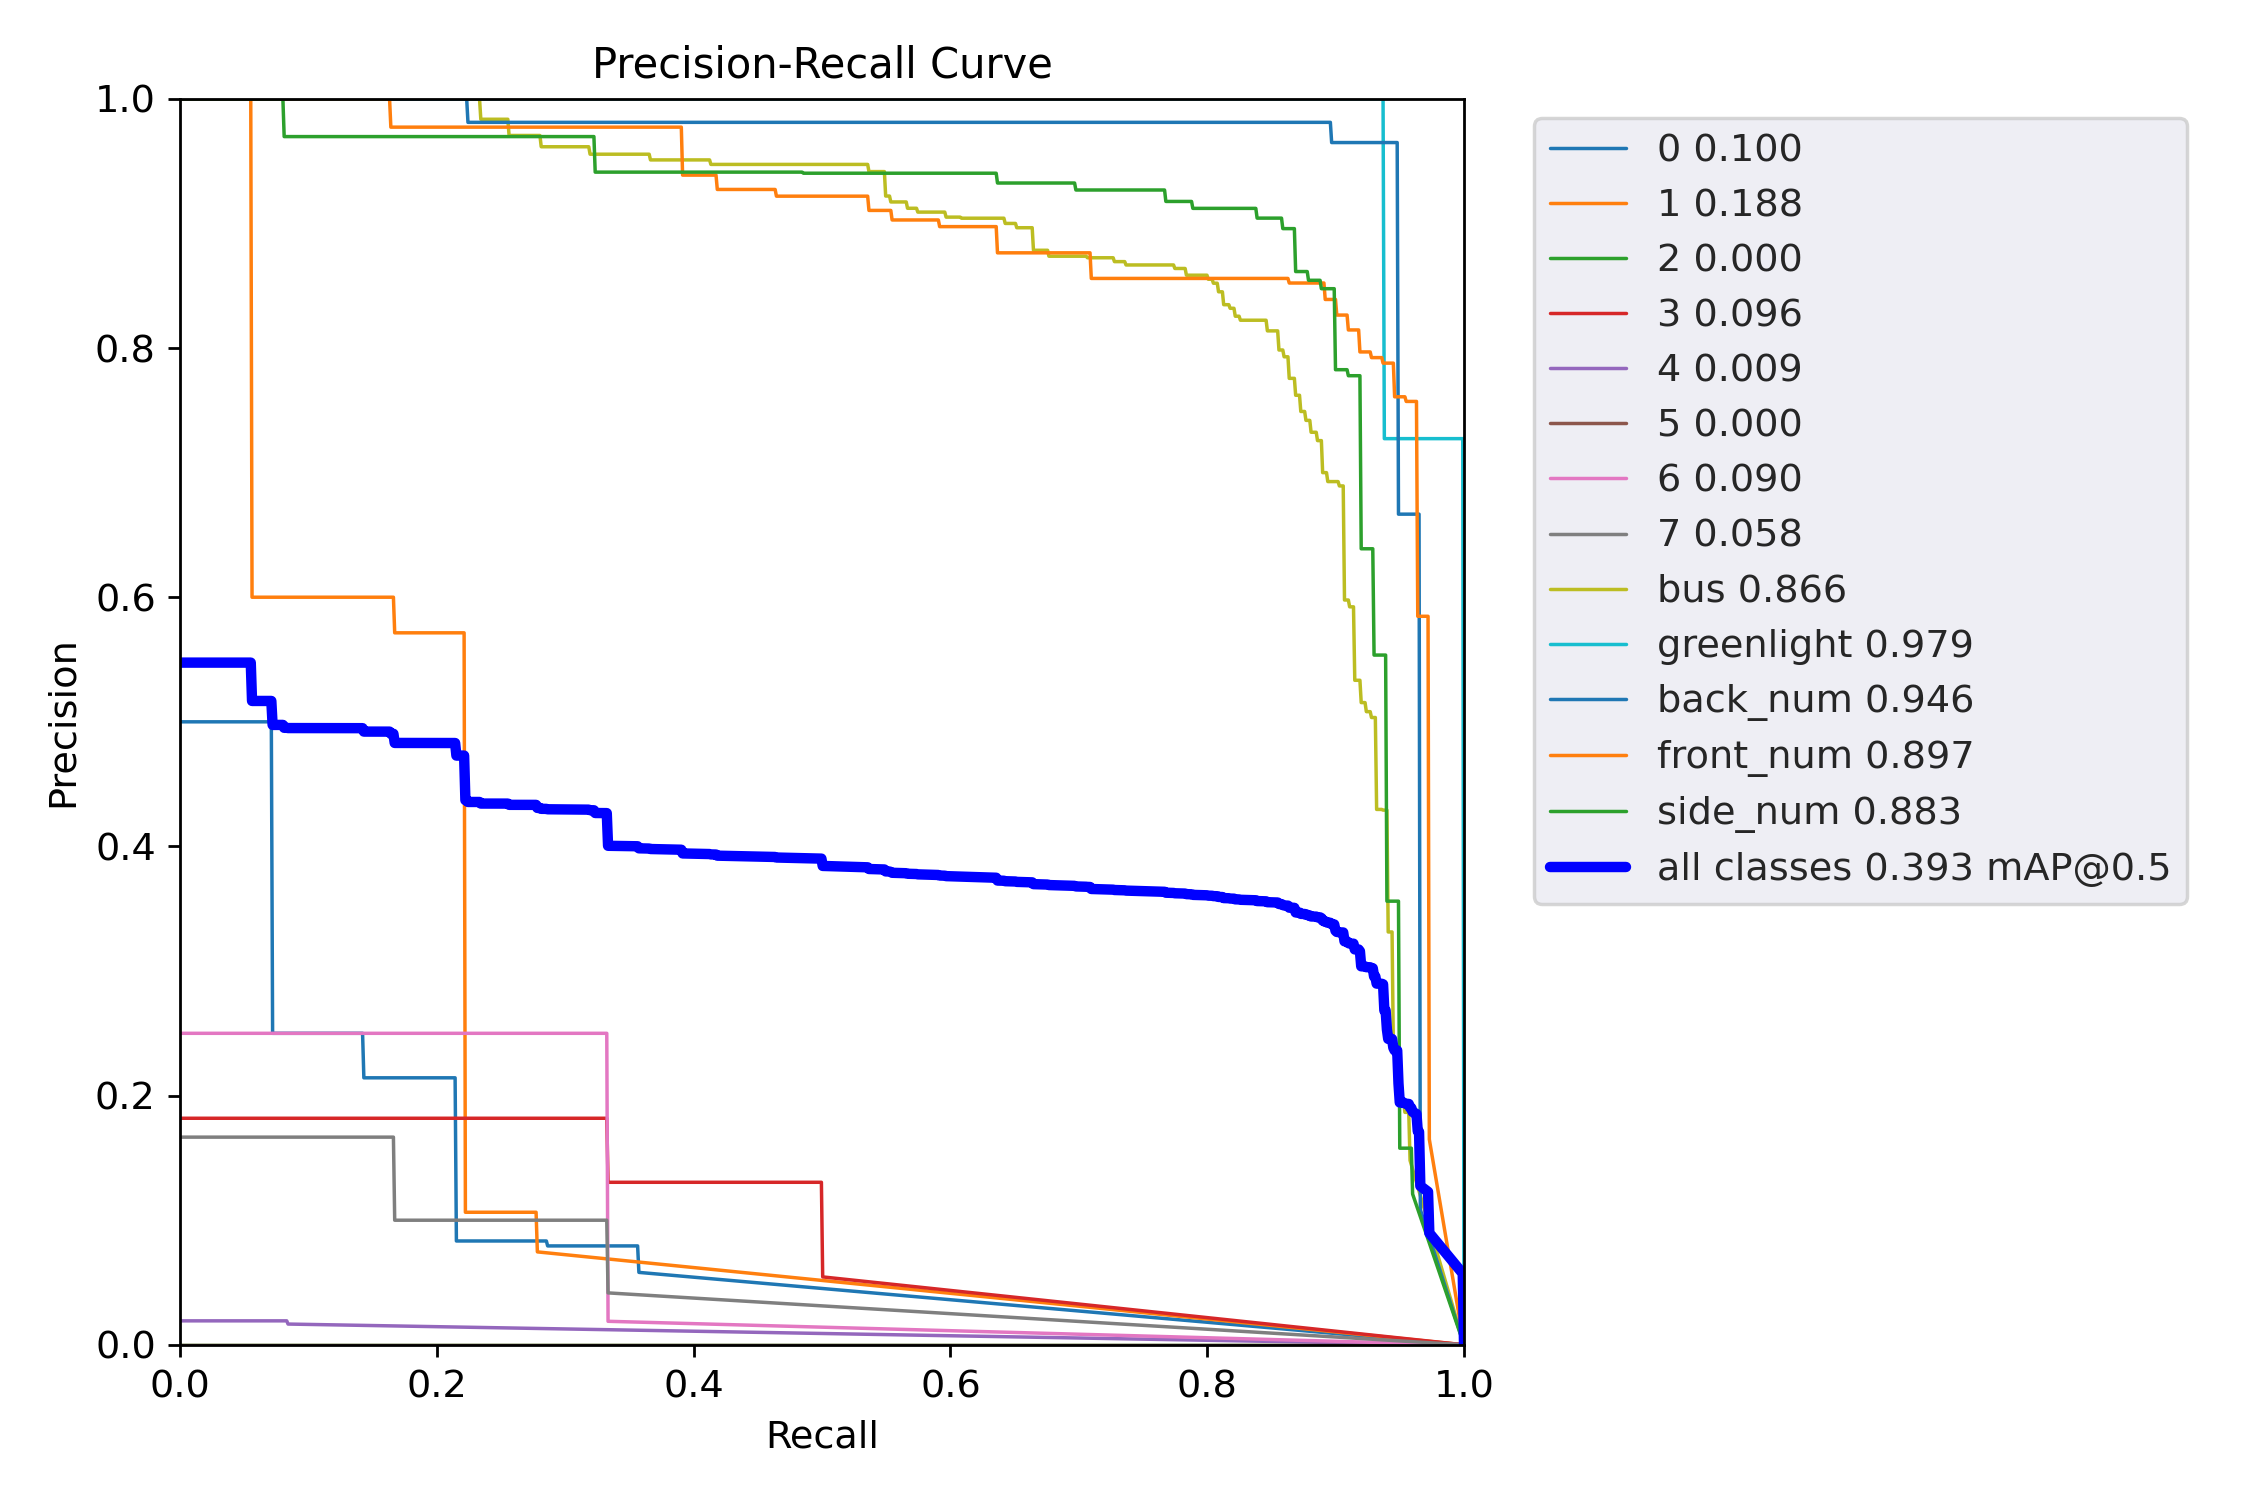 Precision-Recall Curve
1.0
0.8
0.6
0.4
0.2
0.0
Precision
0.0 0.2 0.4 0.6 0.8 1.0
Recall
0 0.100
1 0.188
2 0.000
3 0.096
4 0.009
5 0.000
6 0.090
7 0.058
bus 0.866
greenlight 0.979
back_num 0.946
front_num 0.897
side_num 0.883
all classes 0.393 mAP@0.5